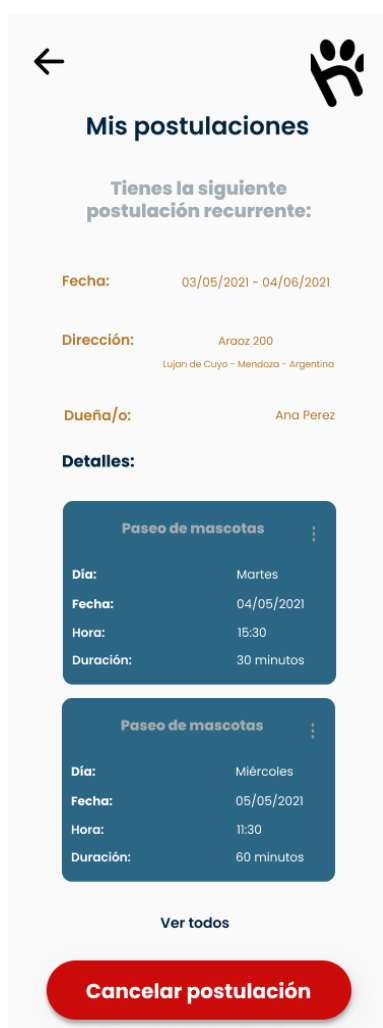 Mis postulaciones
Tienes la siguiente
postulación recurrente:
Fecha: 03/05/2021 - 04/06/2021
Dirección: Araoz 200
Lujan de Cuyo - Mendoza - Argentina
Dueña/o: Ana Perez
Detalles:
Paseo de mascotas
Día: Martes
Fecha: 04/05/2021
Hora: 15:30
Duración: 30 minutos
Paseo de mascotas
Día: Miércoles
Fecha: 05/05/2021
Hora: 11:30
Duración: 60 minutos
Ver todos
Cancelar postulación